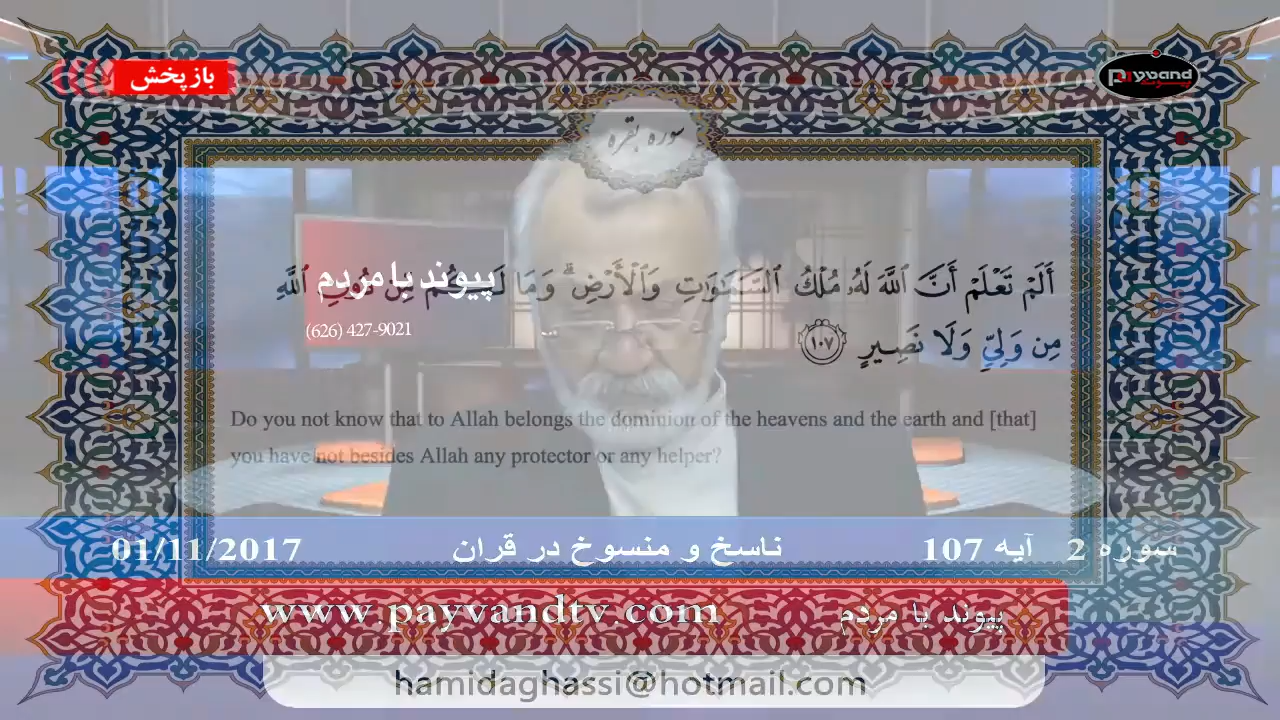 باز پخش
Payvand
پیوند
سوره بقره
أَلَمْ تَعْلَمْ أَنَّ ٱللَّهَ لَهُۥ مُلْكُ ٱلسَّمَـٰوَٰتِ وَٱلْأَرْضِ ۗ وَمَا لَكُم مِّن دُونِ ٱللَّهِ
مِن وَلِىٍّ وَلَا نَصِيرٍ ١٠٧
پیوند با مردم
(626) 427-9021
Do you not know that to Allah belongs the dominion of the heavens and the earth and [that]
you have not besides Allah any protector or any helper?
سوره 2 آیه 107 ناسخ و منسوخ در قران 01/11/2017
پیوند با مردم www.payvandtv.com
hamidaghassi@hotmail.com